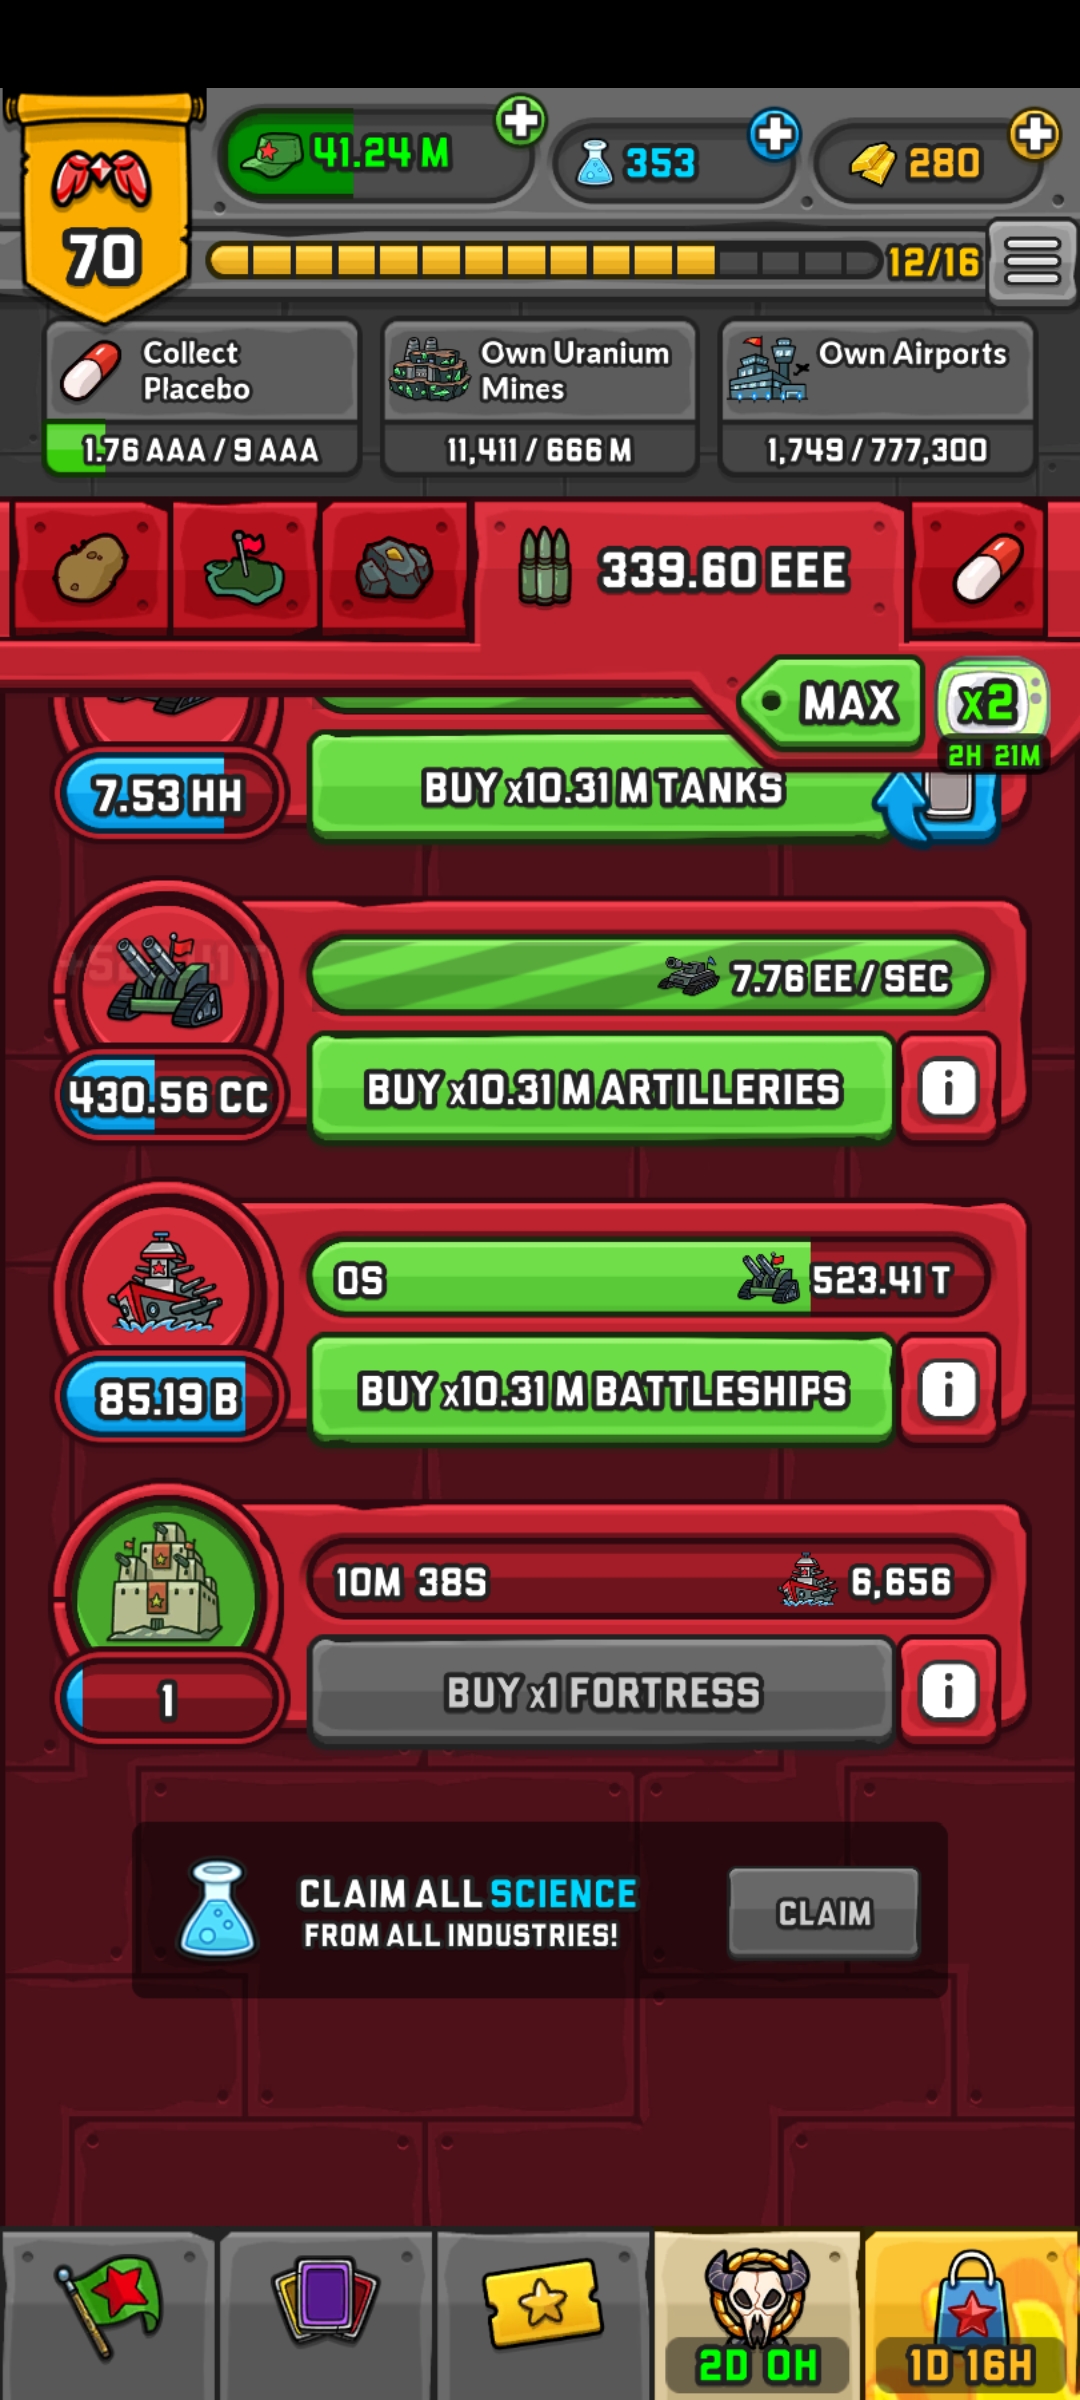 41.24 M
353
280
70
12/16
Collect
Placebo
1.76 AAA / 9 AAA
Own Uranium
Mines
11,411 / 666 M
Own Airports
1,749 / 777,300
339.60 EEE
MAX
x2
2H 21M
7.53 HH
BUY x10.31 M TANKS
7.76 EE / SEC
430.56 CC
BUY x10.31 M ARTILLERIES
i
0S
523.41 T
85.19 B
BUY x10.31 M BATTLESHIPS
i
10M 38S
6,656
1
BUY x1 FORTRESS
i
CLAIM ALL SCIENCE
FROM ALL INDUSTRIES!
CLAIM
2D 0H
1D 16H